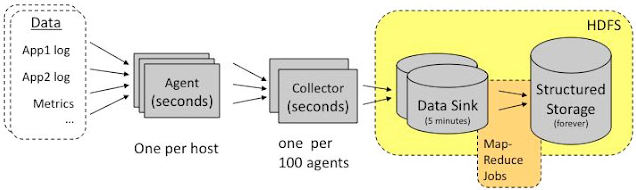 Data
App1 log
App2 log
Metrics
...
Agent
(seconds)
One per host
Collector
(seconds)
one per
100 agents
HDFS
Data Sink
(5 minutes)
Structured
Storage
(forever)
Map-
Reduce
Jobs